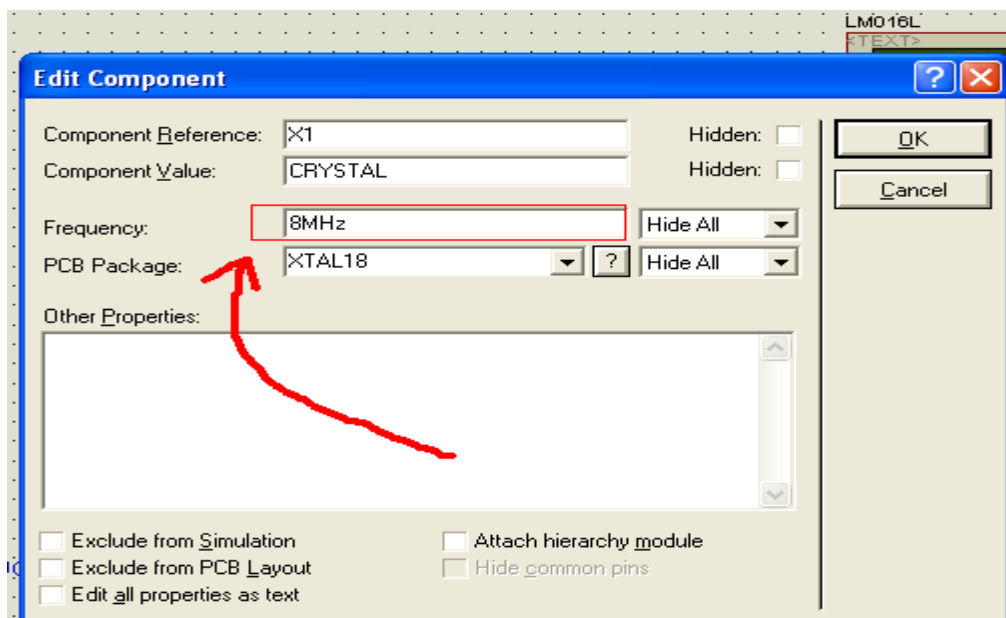 LM016L
<TEXT>
Edit Component
Component Reference: X1 Hidden: OK
Component Value: CRYSTAL Hidden: Cancel
Frequency: 8MHz Hide All
PCB Package: XTAL18 ? Hide All
Other Properties:
Exclude from Simulation Attach hierarchy module
Exclude from PCB Layout Hide common pins
Edit all properties as text